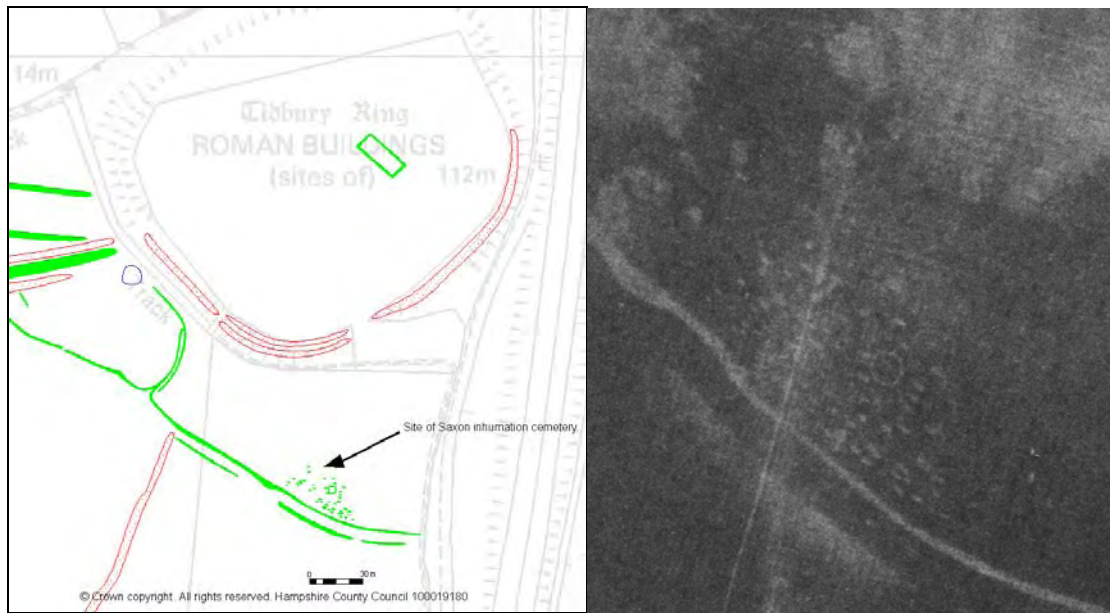 14m
Tidbury Ring
ROMAN BUILDINGS
(sites of)
112m
Track
Site of Saxon inhumation cemetery.
0 30m
© Crown copyright. All rights reserved. Hampshire County Council 100019180